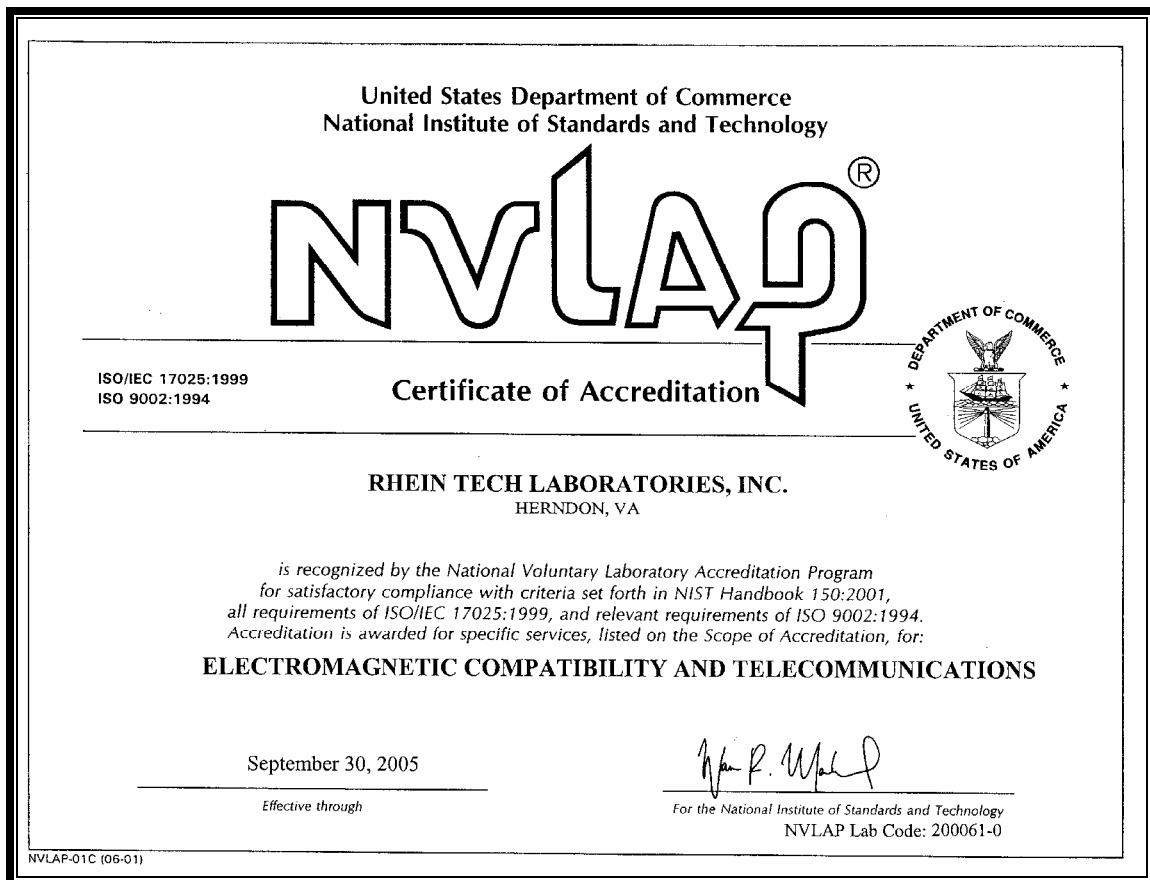 United States Department of Commerce
National Institute of Standards and Technology
NVLAP®
DEPARTMENT OF COMMERCE
UNITED STATES OF AMERICA
ISO/IEC 17025:1999
ISO 9002:1994
Certificate of Accreditation
RHEIN TECH LABORATORIES, INC.
HERNDON, VA
is recognized by the National Voluntary Laboratory Accreditation Program
for satisfactory compliance with criteria set forth in NIST Handbook 150:2001,
all requirements of ISO/IEC 17025:1999, and relevant requirements of ISO 9002:1994.
Accreditation is awarded for specific services, listed on the Scope of Accreditation, for:
ELECTROMAGNETIC COMPATIBILITY AND TELECOMMUNICATIONS
September 30, 2005
Effective through
For the National Institute of Standards and Technology
NVLAP Lab Code: 200061-0
NVLAP-01C (06-01)